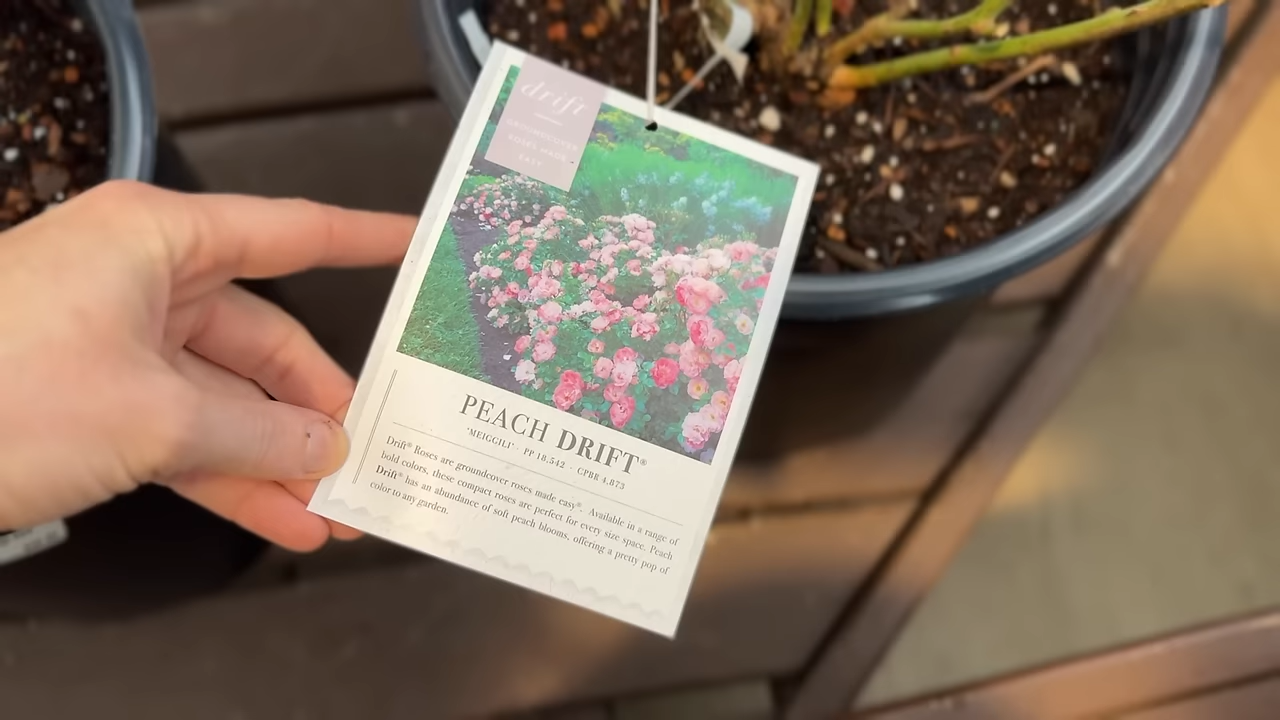 drift
GROUNDCOVER
ROSES MADE
EASY
PEACH DRIFT®
'MEIGGILI' · PP 18,542 · CPBR 4,873
Drift® Roses are groundcover roses made easy®. Available in a range of
bold colors, these compact roses are perfect for every size space. Peach
Drift® has an abundance of soft peach blooms, offering a pretty pop of
color to any garden.